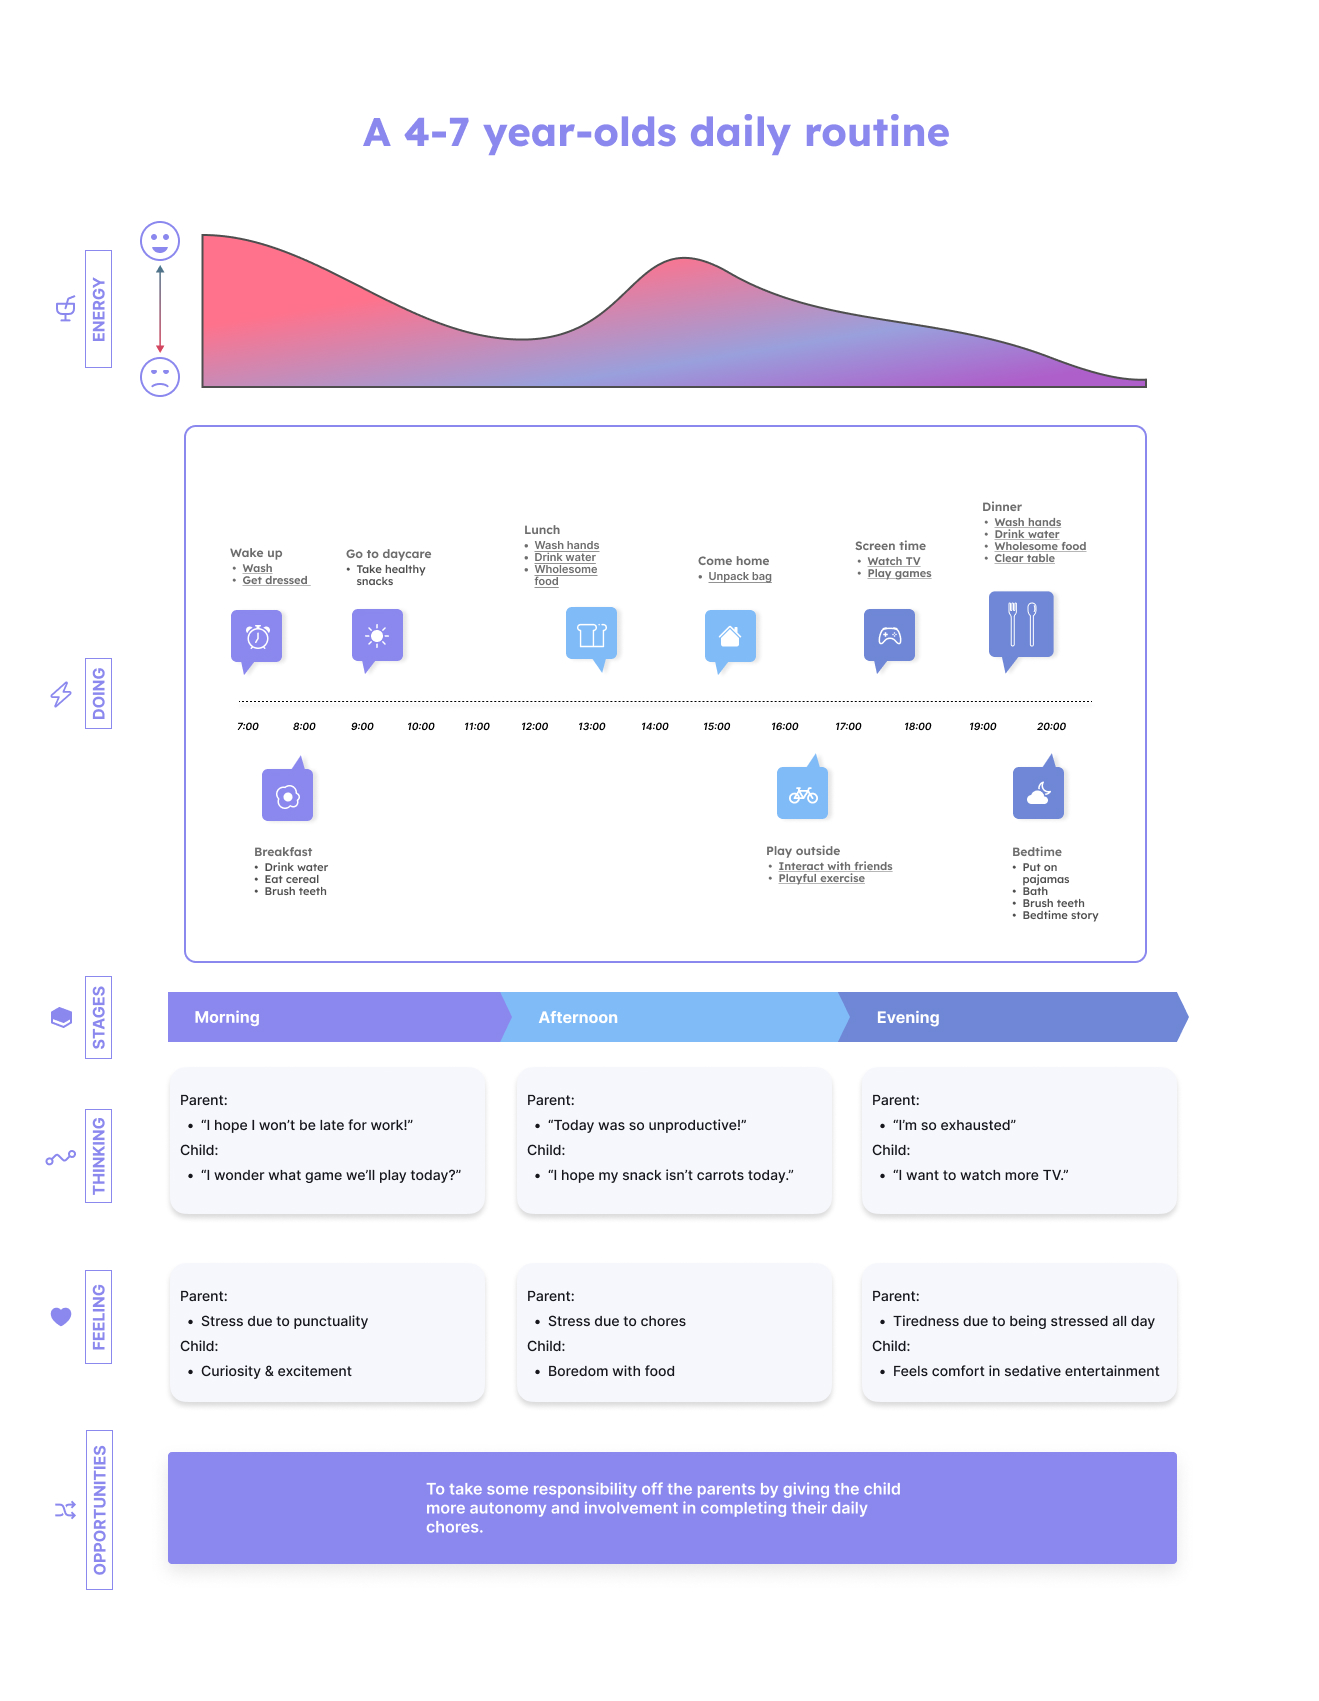 A 4-7 year-olds daily routine
ENERGY
DOING
Wake up
• Wash
• Get dressed
Go to daycare
• Take healthy
snacks
Lunch
• Wash hands
• Drink water
• Wholesome
food
Come home
• Unpack bag
Screen time
• Watch TV
• Play games
Dinner
• Wash hands
• Drink water
• Wholesome food
• Clear table
7:00 8:00 9:00 10:00 11:00 12:00 13:00 14:00 15:00 16:00 17:00 18:00 19:00 20:00
Breakfast
• Drink water
• Eat cereal
• Brush teeth
Play outside
• Interact with friends
• Playful exercise
Bedtime
• Put on
pajamas
• Bath
• Brush teeth
• Bedtime story
STAGES
Morning
Afternoon
Evening
THINKING
Parent:
• “I hope I won’t be late for work!”
Child:
• “I wonder what game we’ll play today?”
Parent:
• “Today was so unproductive!”
Child:
• “I hope my snack isn’t carrots today.”
Parent:
• “I’m so exhausted”
Child:
• “I want to watch more TV.”
FEELING
Parent:
• Stress due to punctuality
Child:
• Curiosity & excitement
Parent:
• Stress due to chores
Child:
• Boredom with food
Parent:
• Tiredness due to being stressed all day
Child:
• Feels comfort in sedative entertainment
OPPORTUNITIES
To take some responsibility off the parents by giving the child
more autonomy and involvement in completing their daily
chores.